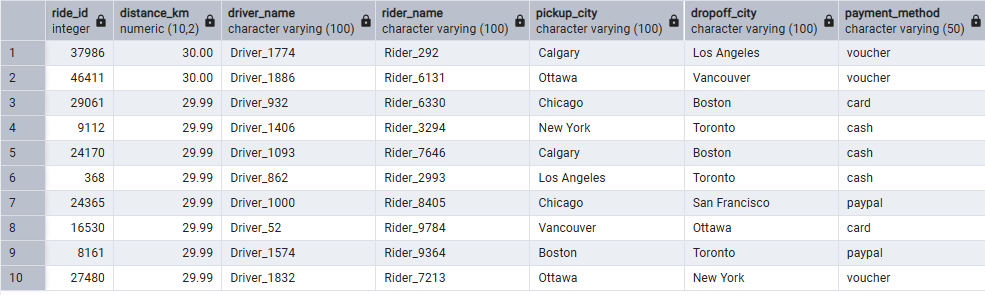 ride_id distance_km driver_name rider_name pickup_city dropoff_city payment_method
integer numeric (10,2) character varying (100) character varying (100) character varying (100) character varying (100) character varying (50)
1 37986 30.00 Driver_1774 Rider_292 Calgary Los Angeles voucher
2 46411 30.00 Driver_1886 Rider_6131 Ottawa Vancouver voucher
3 29061 29.99 Driver_932 Rider_6330 Chicago Boston card
4 9112 29.99 Driver_1406 Rider_3294 New York Toronto cash
5 24170 29.99 Driver_1093 Rider_7646 Calgary Boston cash
6 368 29.99 Driver_862 Rider_2993 Los Angeles Toronto cash
7 24365 29.99 Driver_1000 Rider_8405 Chicago San Francisco paypal
8 16530 29.99 Driver_52 Rider_9784 Vancouver Ottawa card
9 8161 29.99 Driver_1574 Rider_9364 Boston Toronto paypal
10 27480 29.99 Driver_1832 Rider_7213 Ottawa New York voucher